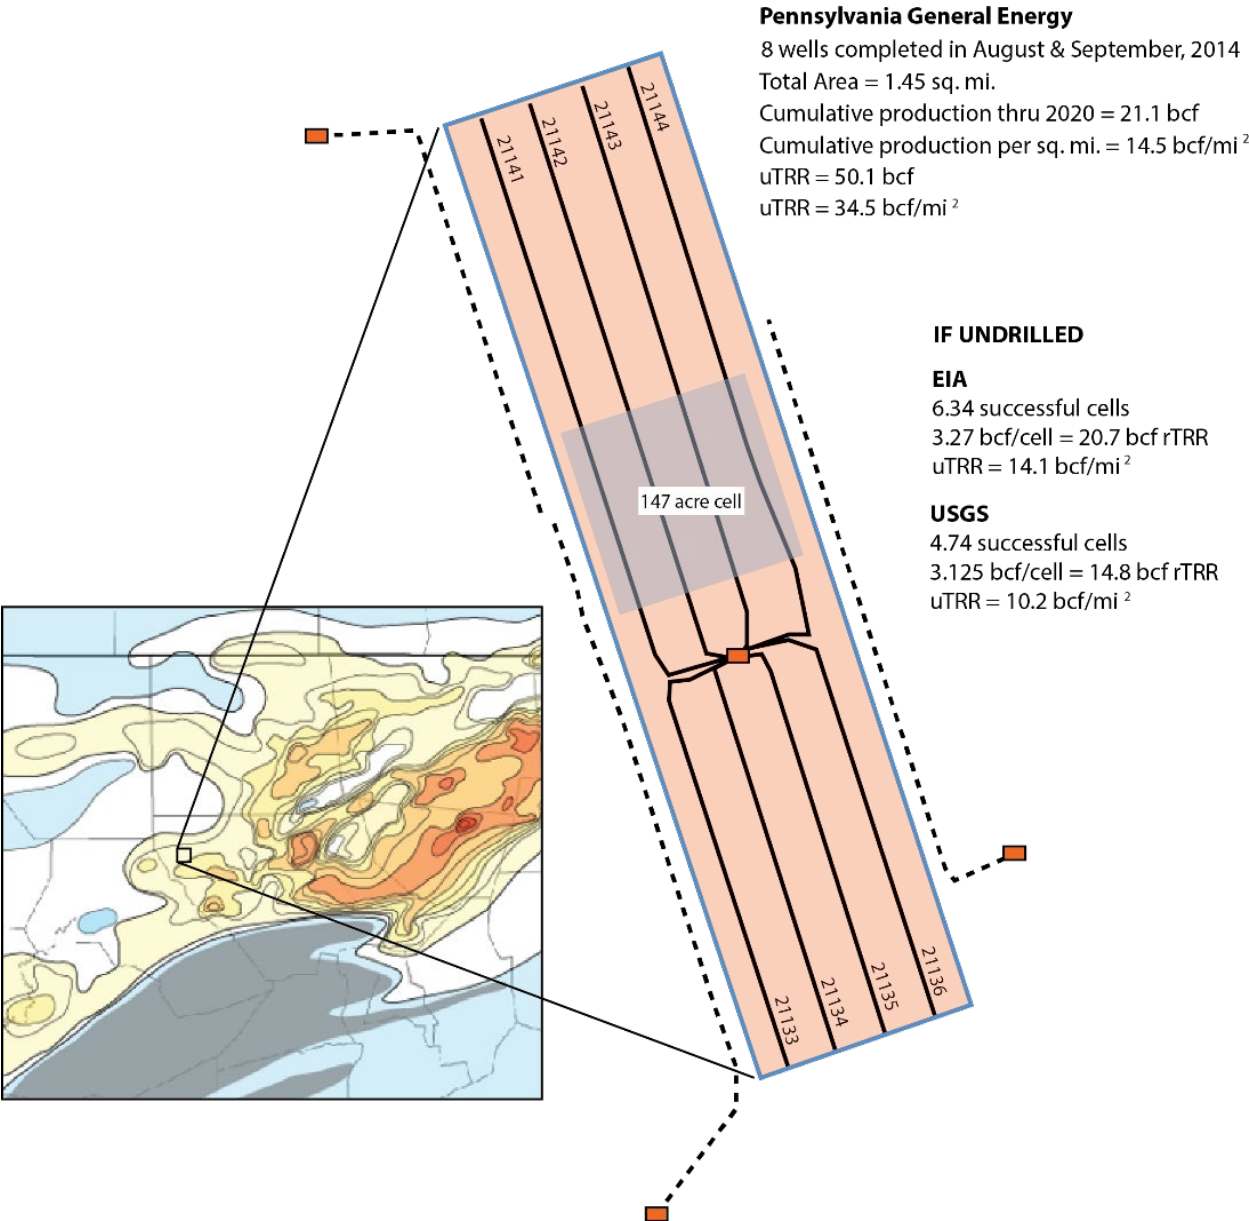 Pennsylvania General Energy
8 wells completed in August & September, 2014
Total Area = 1.45 sq. mi.
Cumulative production thru 2020 = 21.1 bcf
Cumulative production per sq. mi. = 14.5 bcf/mi ²
uTRR = 50.1 bcf
uTRR = 34.5 bcf/mi ²
21141
21142
21143
21144
IF UNDRILLED
EIA
6.34 successful cells
3.27 bcf/cell = 20.7 bcf rTRR
uTRR = 14.1 bcf/mi ²
147 acre cell
USGS
4.74 successful cells
3.125 bcf/cell = 14.8 bcf rTRR
uTRR = 10.2 bcf/mi ²
21133
21134
21135
21136